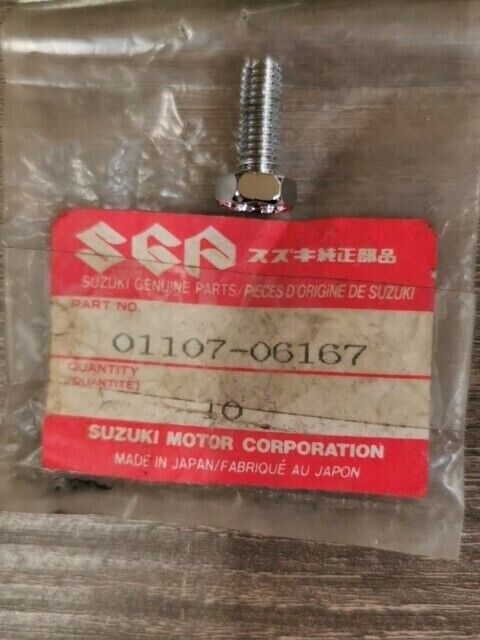 SGP スズキ純正部品
SUZUKI GENUINE PARTS/PIECES D'ORIGINE DE SUZUKI
PART NO.
01107-06167
QUANTITY
(QUANTITÉ)
10
SUZUKI MOTOR CORPORATION
MADE IN JAPAN/FABRIQUÉ AU JAPON